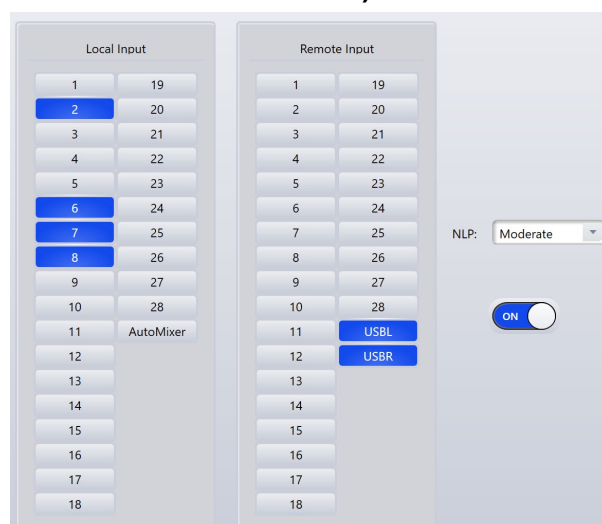 Local Input
Remote Input
1 19 1 19
2 20 2 20
3 21 3 21
4 22 4 22
5 23 5 23
6 24 6 24
7 25 7 25
8 26 8 26
9 27 9 27
10 28 10 28
11 AutoMixer 11 USBL
12 12 USBR
13 13
14 14
15 15
16 16
17 17
18 18
NLP: Moderate
ON